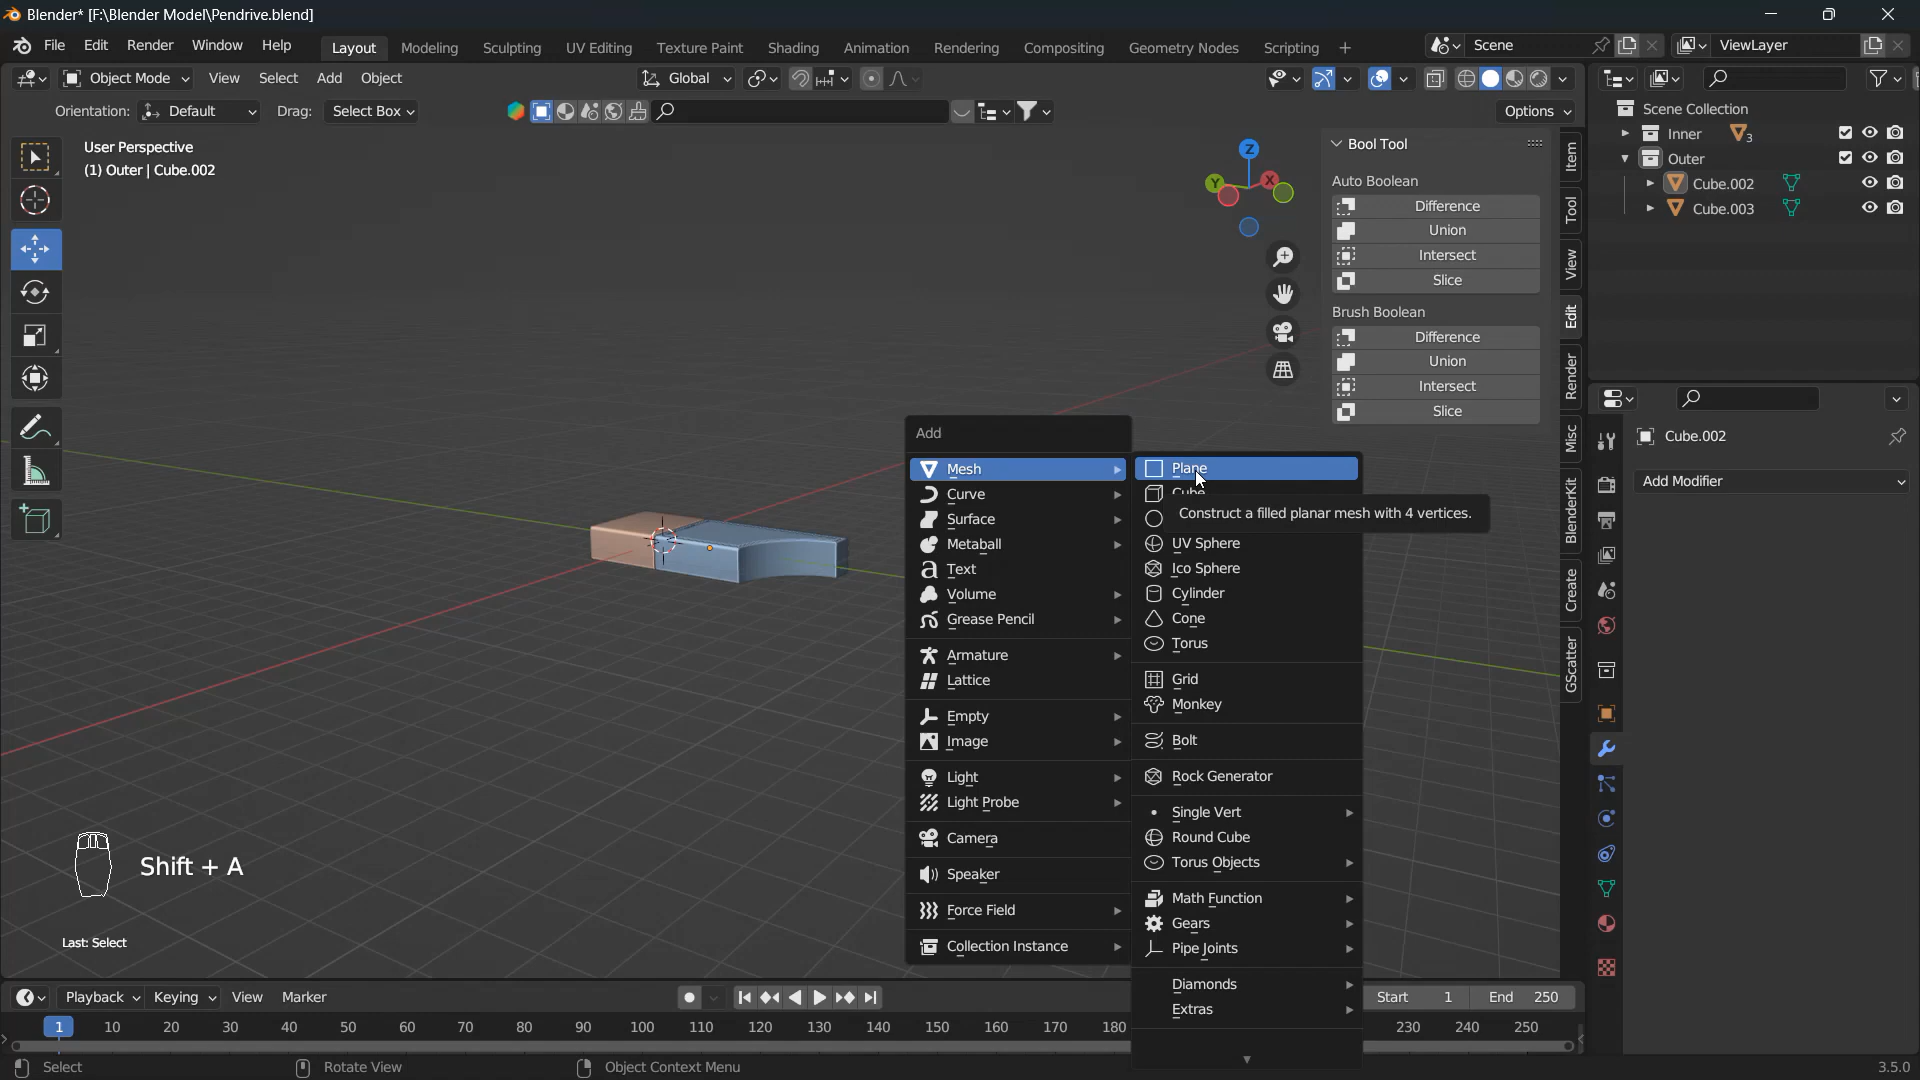 Blender* [F:\Blender Model\Pendrive.blend]
File Edit Render Window Help Layout Modeling Sculpting UV Editing Texture Paint Shading Animation Rendering Compositing Geometry Nodes Scripting + Scene ViewLayer
Object Mode View Select Add Object Global
Orientation: Default Drag: Select Box Options
User Perspective
(1) Outer | Cube.002
Z
Y X
Bool Tool
Auto Boolean
Difference
Union
Intersect
Slice
Brush Boolean
Difference
Union
Intersect
Slice
Item
Tool
View
Edit
Render
Misc
BlenderKit
Create
GScatter
Scene Collection
Inner 3
Outer
Cube.002
Cube.003
Cube.002
Add Modifier
Add
Mesh
Curve
Surface
Metaball
Text
Volume
Grease Pencil
Armature
Lattice
Empty
Image
Light
Light Probe
Camera
Speaker
Force Field
Collection Instance
Plane
Cube
Construct a filled planar mesh with 4 vertices.
UV Sphere
Ico Sphere
Cylinder
Cone
Torus
Grid
Monkey
Bolt
Rock Generator
Single Vert
Round Cube
Torus Objects
Math Function
Gears
Pipe Joints
Diamonds
Extras
Shift + A
Last: Select
Playback Keying View Marker Start 1 End 250
1 10 20 30 40 50 60 70 80 90 100 110 120 130 140 150 160 170 180 230 240 250
Select Rotate View Object Context Menu 3.5.0